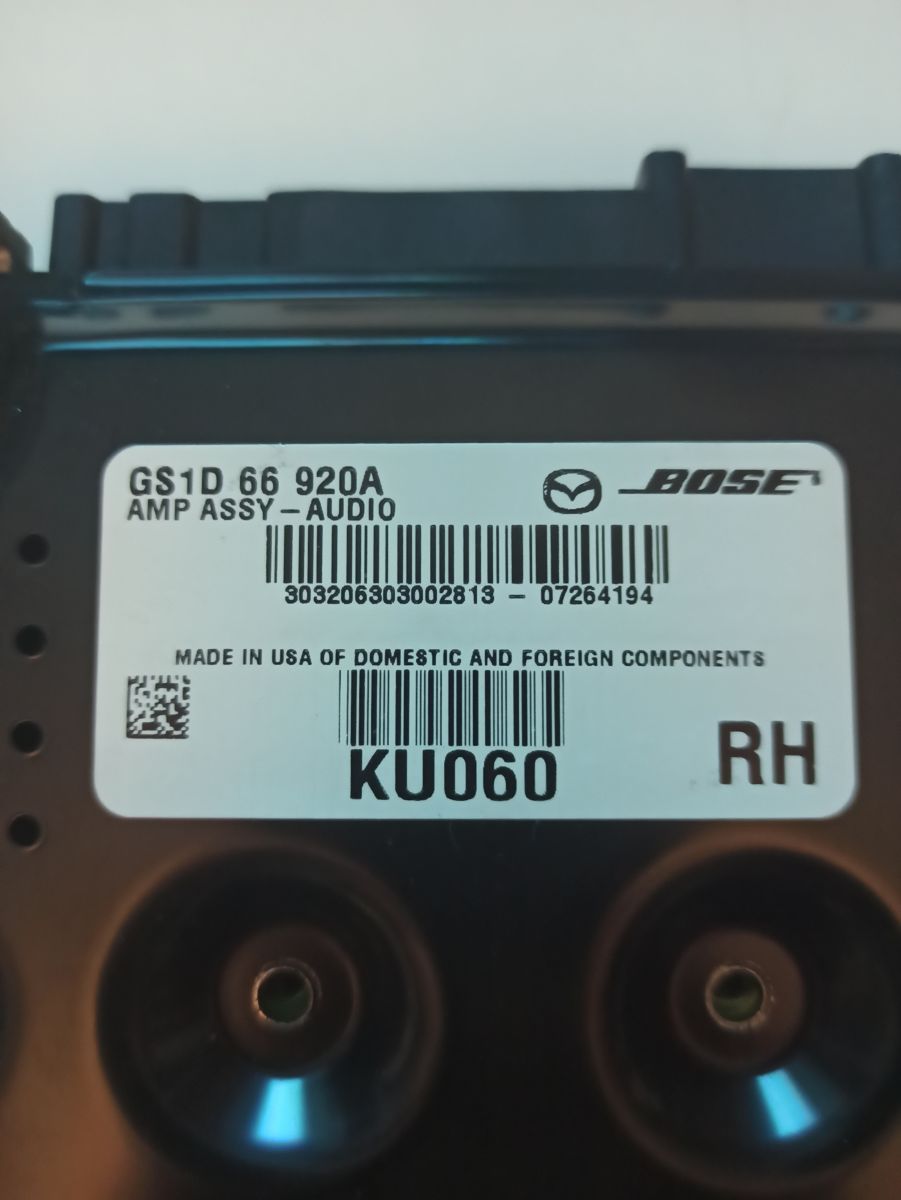 GS1D 66 920A
AMP ASSY – AUDIO
BOSE
303206303002813 – 07264194
MADE IN USA OF DOMESTIC AND FOREIGN COMPONENTS
KU060
RH